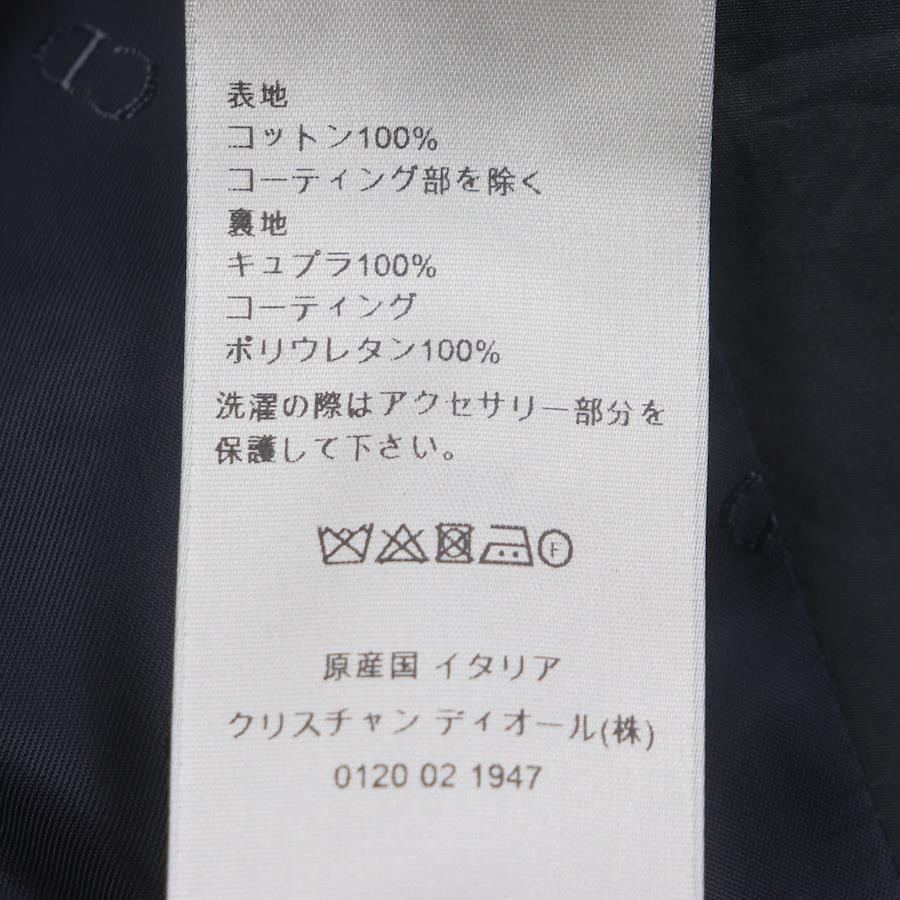 表地
コットン100%
コーティング部を除く
裏地
キュプラ100%
コーティング
ポリウレタン100%
洗濯の際はアクセサリー部分を
保護して下さい。
F
原産国 イタリア
クリスチャン ディオール(株)
0120 02 1947